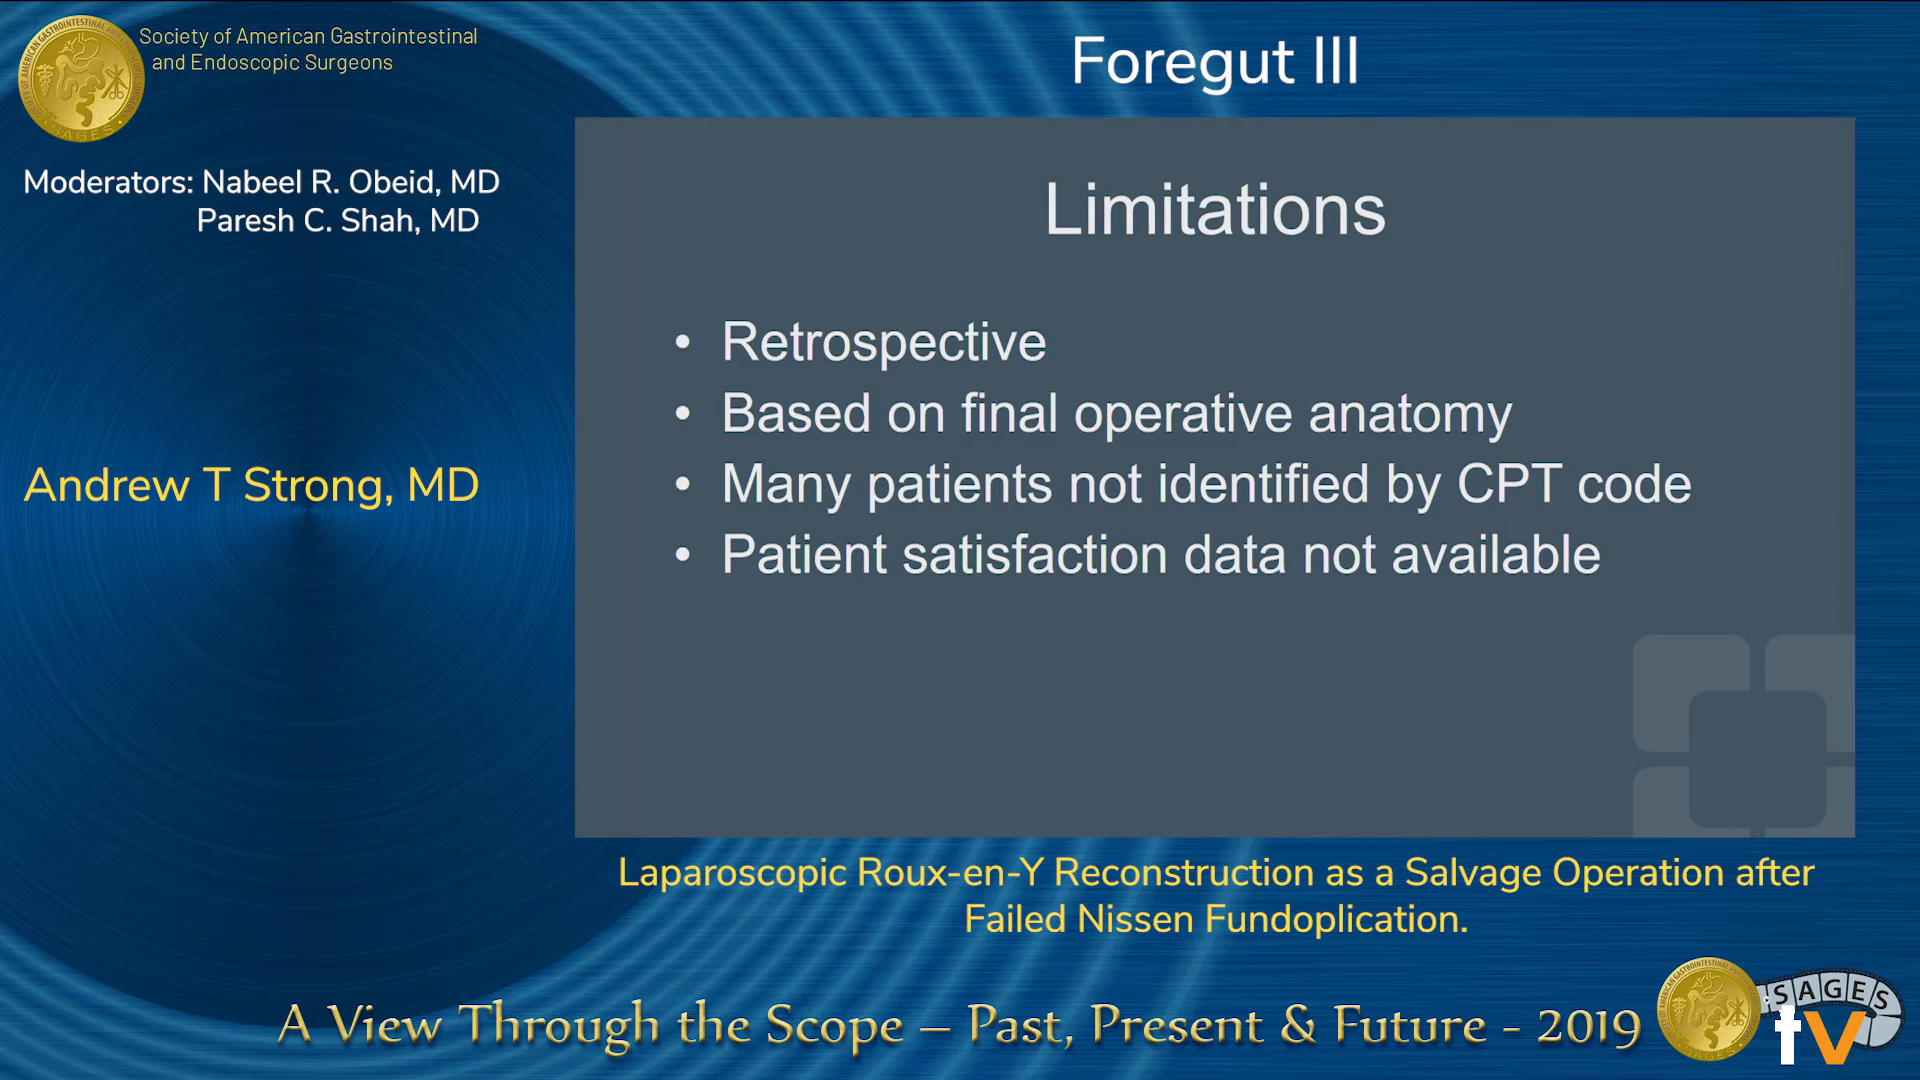 Society of American Gastrointestinal
and Endoscopic Surgeons
SAGES
Foregut III
Moderators: Nabeel R. Obeid, MD
Paresh C. Shah, MD
Andrew T Strong, MD
Limitations
• Retrospective
• Based on final operative anatomy
• Many patients not identified by CPT code
• Patient satisfaction data not available
Laparoscopic Roux-en-Y Reconstruction as a Salvage Operation after
Failed Nissen Fundoplication.
A View Through the Scope – Past, Present & Future - 2019
SAGES
tv